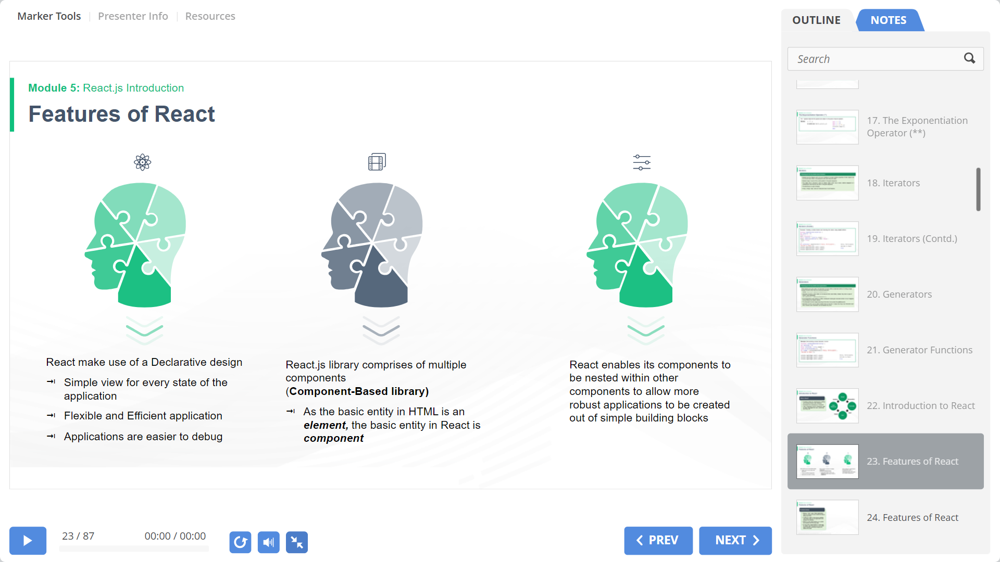 Marker Tools
Presenter Info
Resources
OUTLINE
NOTES
Search
Module 5: React.js Introduction
Features of React
React make use of a Declarative design
Simple view for every state of the
application
Flexible and Efficient application
Applications are easier to debug
React.js library comprises of multiple
components
(Component-Based library)
As the basic entity in HTML is an
element, the basic entity in React is
component
React enables its components to
be nested within other
components to allow more
robust applications to be created
out of simple building blocks
17. The Exponentiation
Operator (**)
18. Iterators
19. Iterators (Contd.)
20. Generators
21. Generator Functions
22. Introduction to React
23. Features of React
24. Features of React
23 / 87
00:00 / 00:00
PREV
NEXT